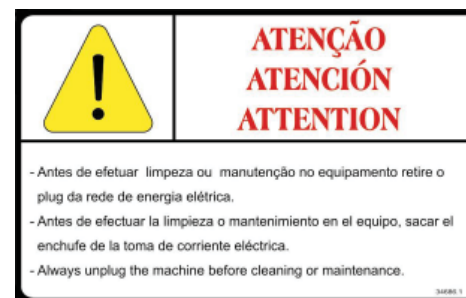 ATENÇÃO
ATENCIÓN
ATTENTION
- Antes de efetuar limpeza ou manutenção no equipamento retire o
plug da rede de energia elétrica.
- Antes de efectuar la limpieza o mantenimiento en el equipo, sacar el
enchufe de la toma de corriente eléctrica.
- Always unplug the machine before cleaning or maintenance.
34686.1